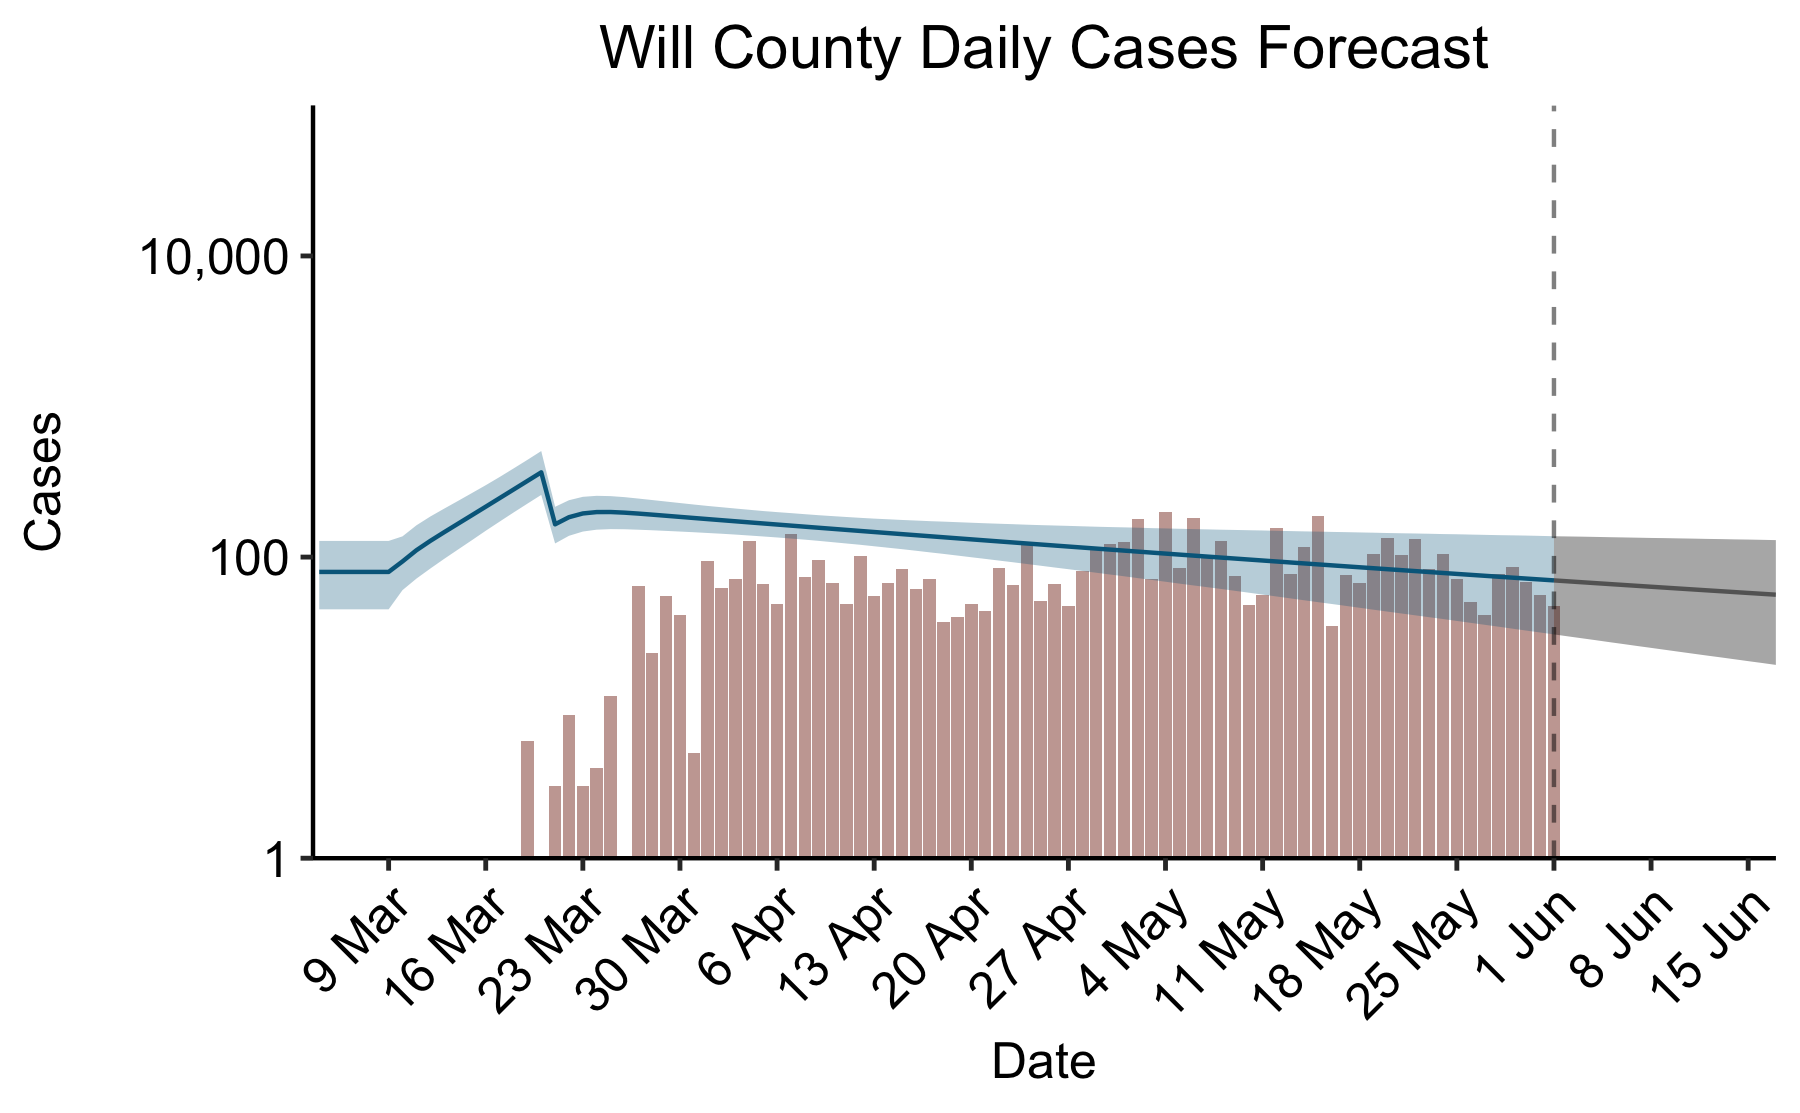 Will County Daily Cases Forecast
Cases
10,000
100
1
9 Mar
16 Mar
23 Mar
30 Mar
6 Apr
13 Apr
20 Apr
27 Apr
4 May
11 May
18 May
25 May
1 Jun
8 Jun
15 Jun
Date